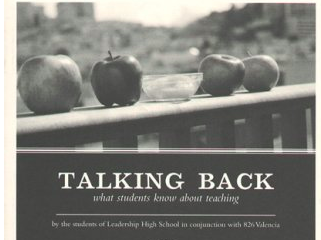 TALKING BACK
what students know about teaching
by the students of Leadership High School in conjunction with 826 Valencia